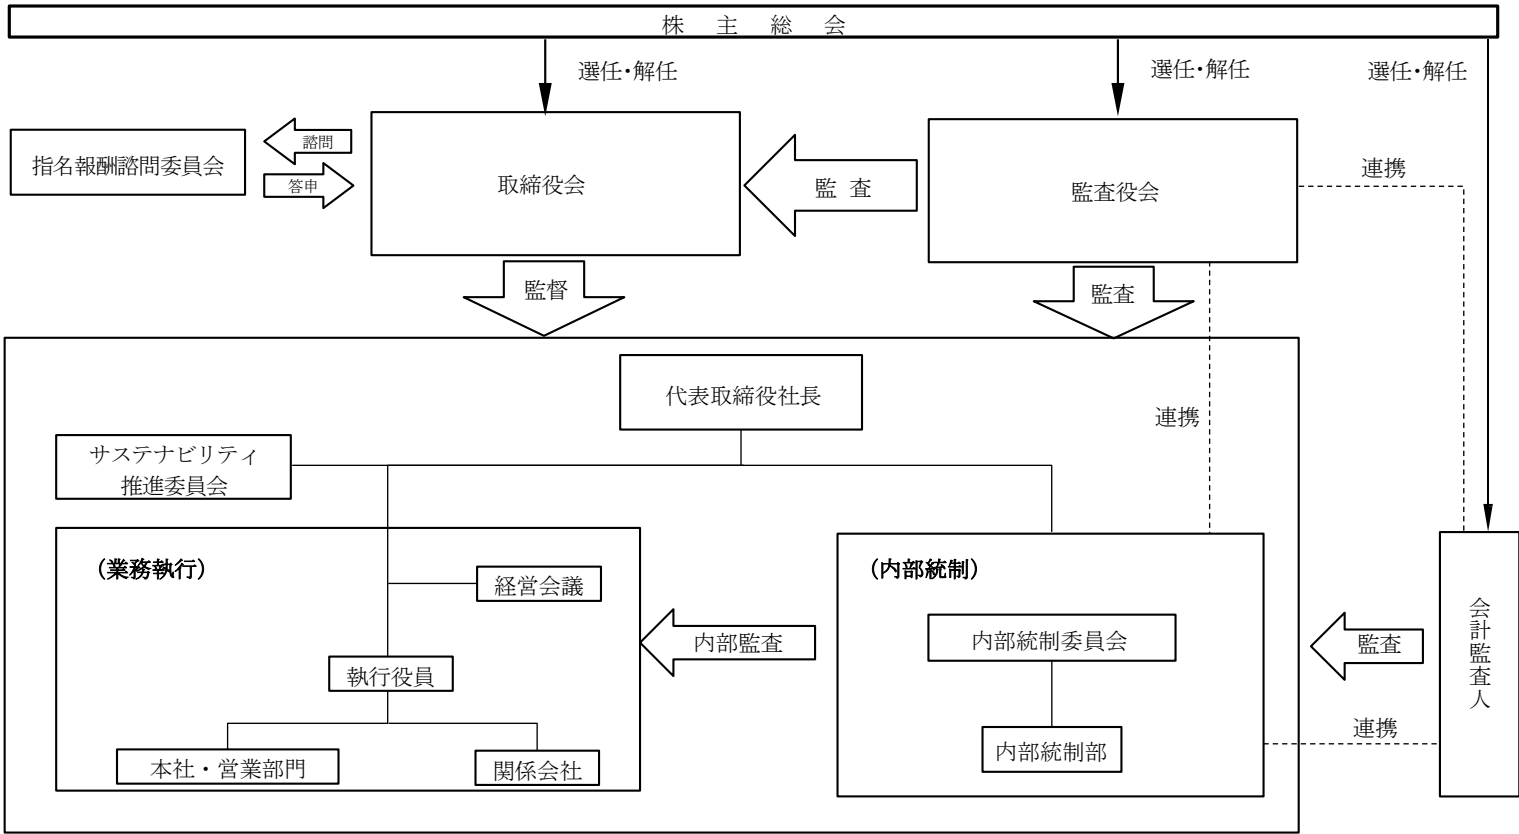 株主総会
選任・解任
選任・解任
選任・解任
指名報酬諮問委員会
諮問
答申
取締役会
監査
監査役会
連携
監督
監査
代表取締役社長
連携
サステナビリティ
推進委員会
(業務執行)
経営会議
執行役員
本社・営業部門
関係会社
内部監査
(内部統制)
内部統制委員会
内部統制部
監査
連携
会計監査人